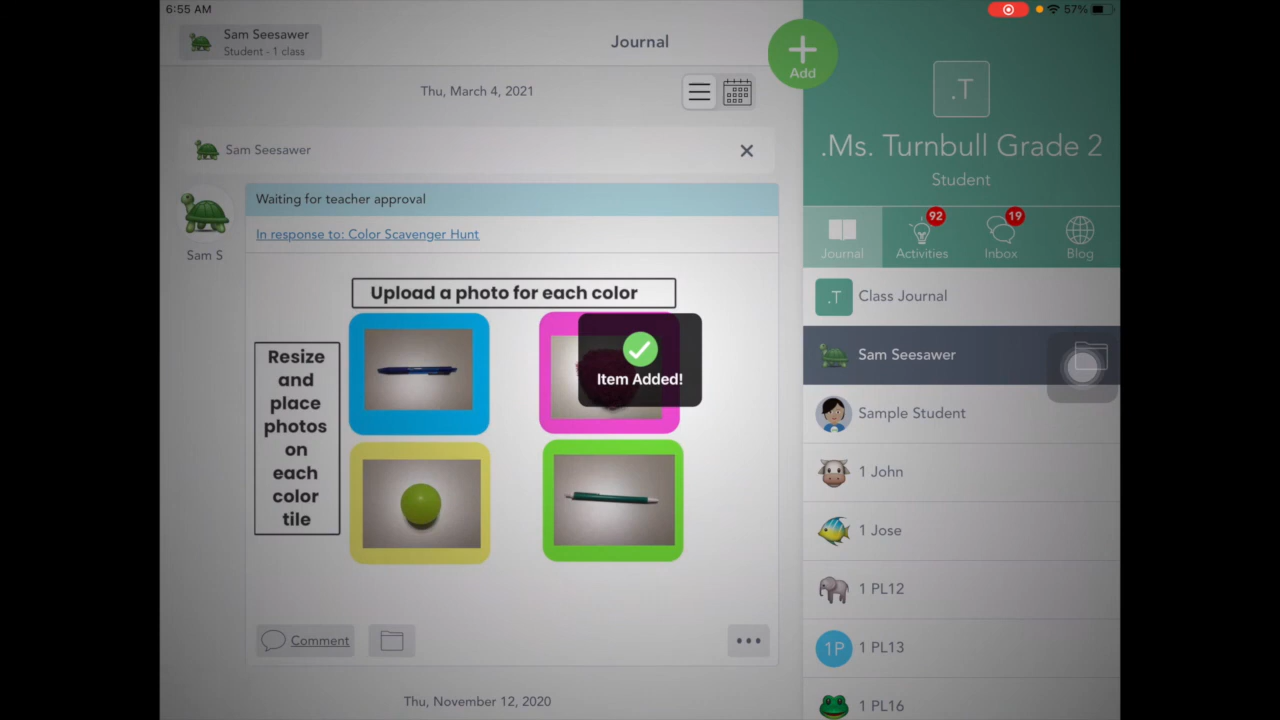 6:55 AM
57%
Sam Seesawer
Student - 1 class
Journal
Add
Thu, March 4, 2021
Sam Seesawer
Waiting for teacher approval
In response to: Color Scavenger Hunt
Sam S
Upload a photo for each color
Resize
and
place
photos
on
each
color
tile
Item Added!
Comment
Thu, November 12, 2020
.T
.Ms. Turnbull Grade 2
Student
92
19
Journal
Activities
Inbox
Blog
.T
Class Journal
Sam Seesawer
Sample Student
1 John
1 Jose
1 PL12
1P
1 PL13
1 PL16